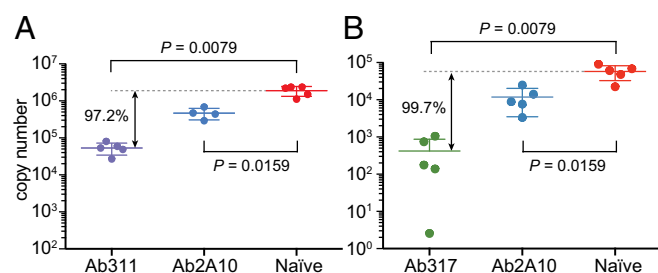 A
B
P = 0.0079
P = 0.0079
copy number
10⁷
10⁶
10⁵
10⁴
10³
10²
97.2%
P = 0.0159
Ab311 Ab2A10 Naïve
10⁵
10⁴
10³
10²
10¹
10⁰
99.7%
P = 0.0159
Ab317 Ab2A10 Naïve